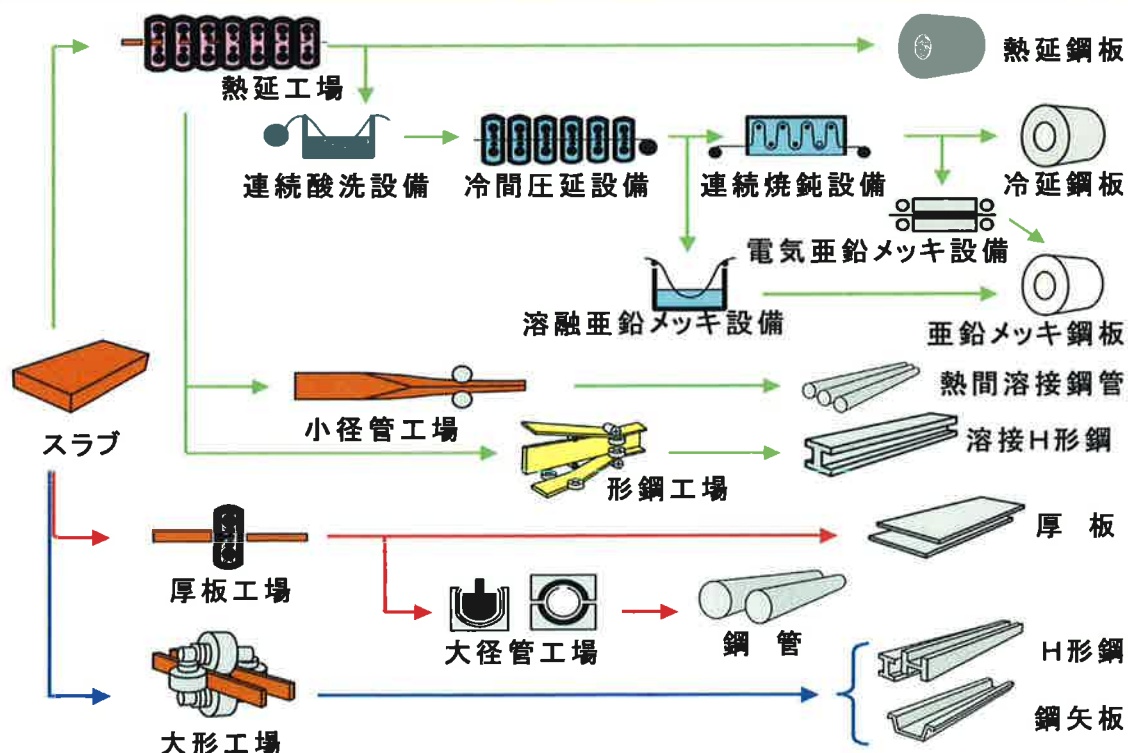 熱延工場
熱延鋼板
連続酸洗設備
冷間圧延設備
連続焼鈍設備
冷延鋼板
電気亜鉛メッキ設備
溶融亜鉛メッキ設備
亜鉛メッキ鋼板
スラブ
小径管工場
熱間溶接鋼管
形鋼工場
溶接H形鋼
厚板工場
厚 板
大径管工場
鋼 管
大形工場
H形鋼
鋼矢板